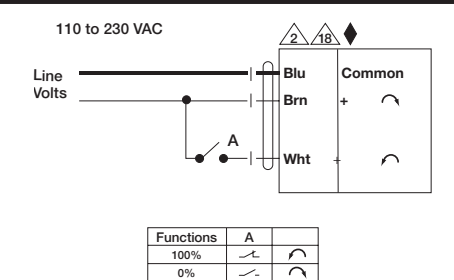 110 to 230 VAC
2 18
Line
Volts
Blu Common
Brn +
A
Wht +
Functions A
100%
0%